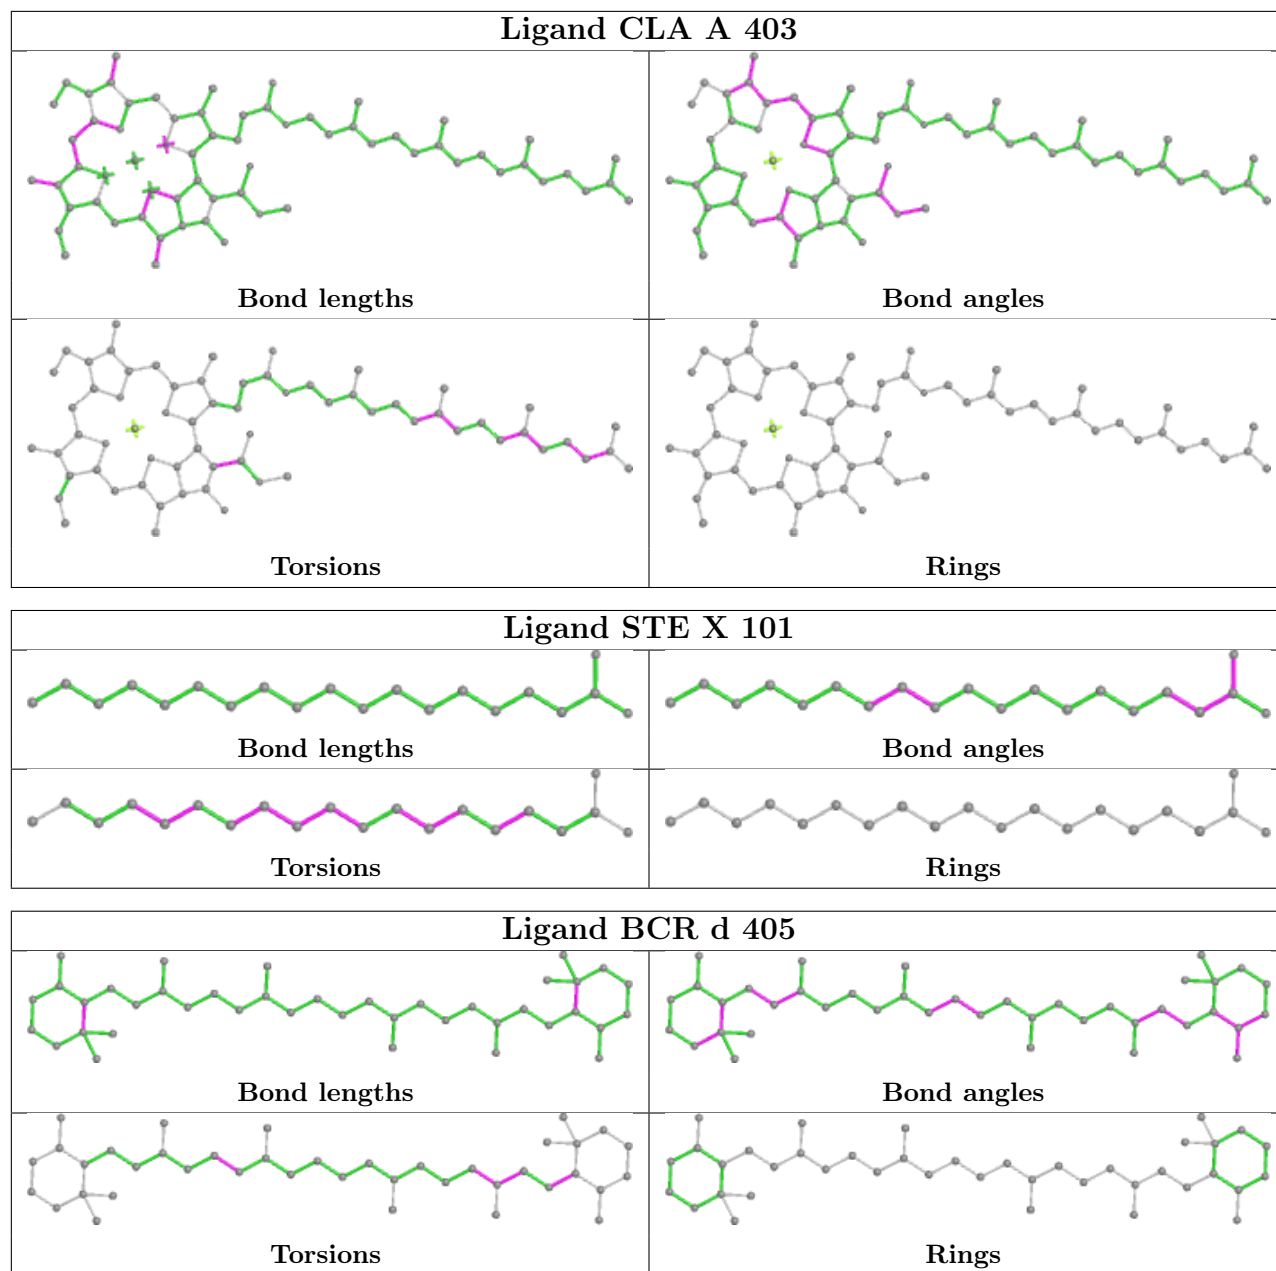 Ligand CLA A 403
Bond lengths
Bond angles
Torsions
Rings
Ligand STE X 101
Bond lengths
Bond angles
Torsions
Rings
Ligand BCR d 405
Bond lengths
Bond angles
Torsions
Rings